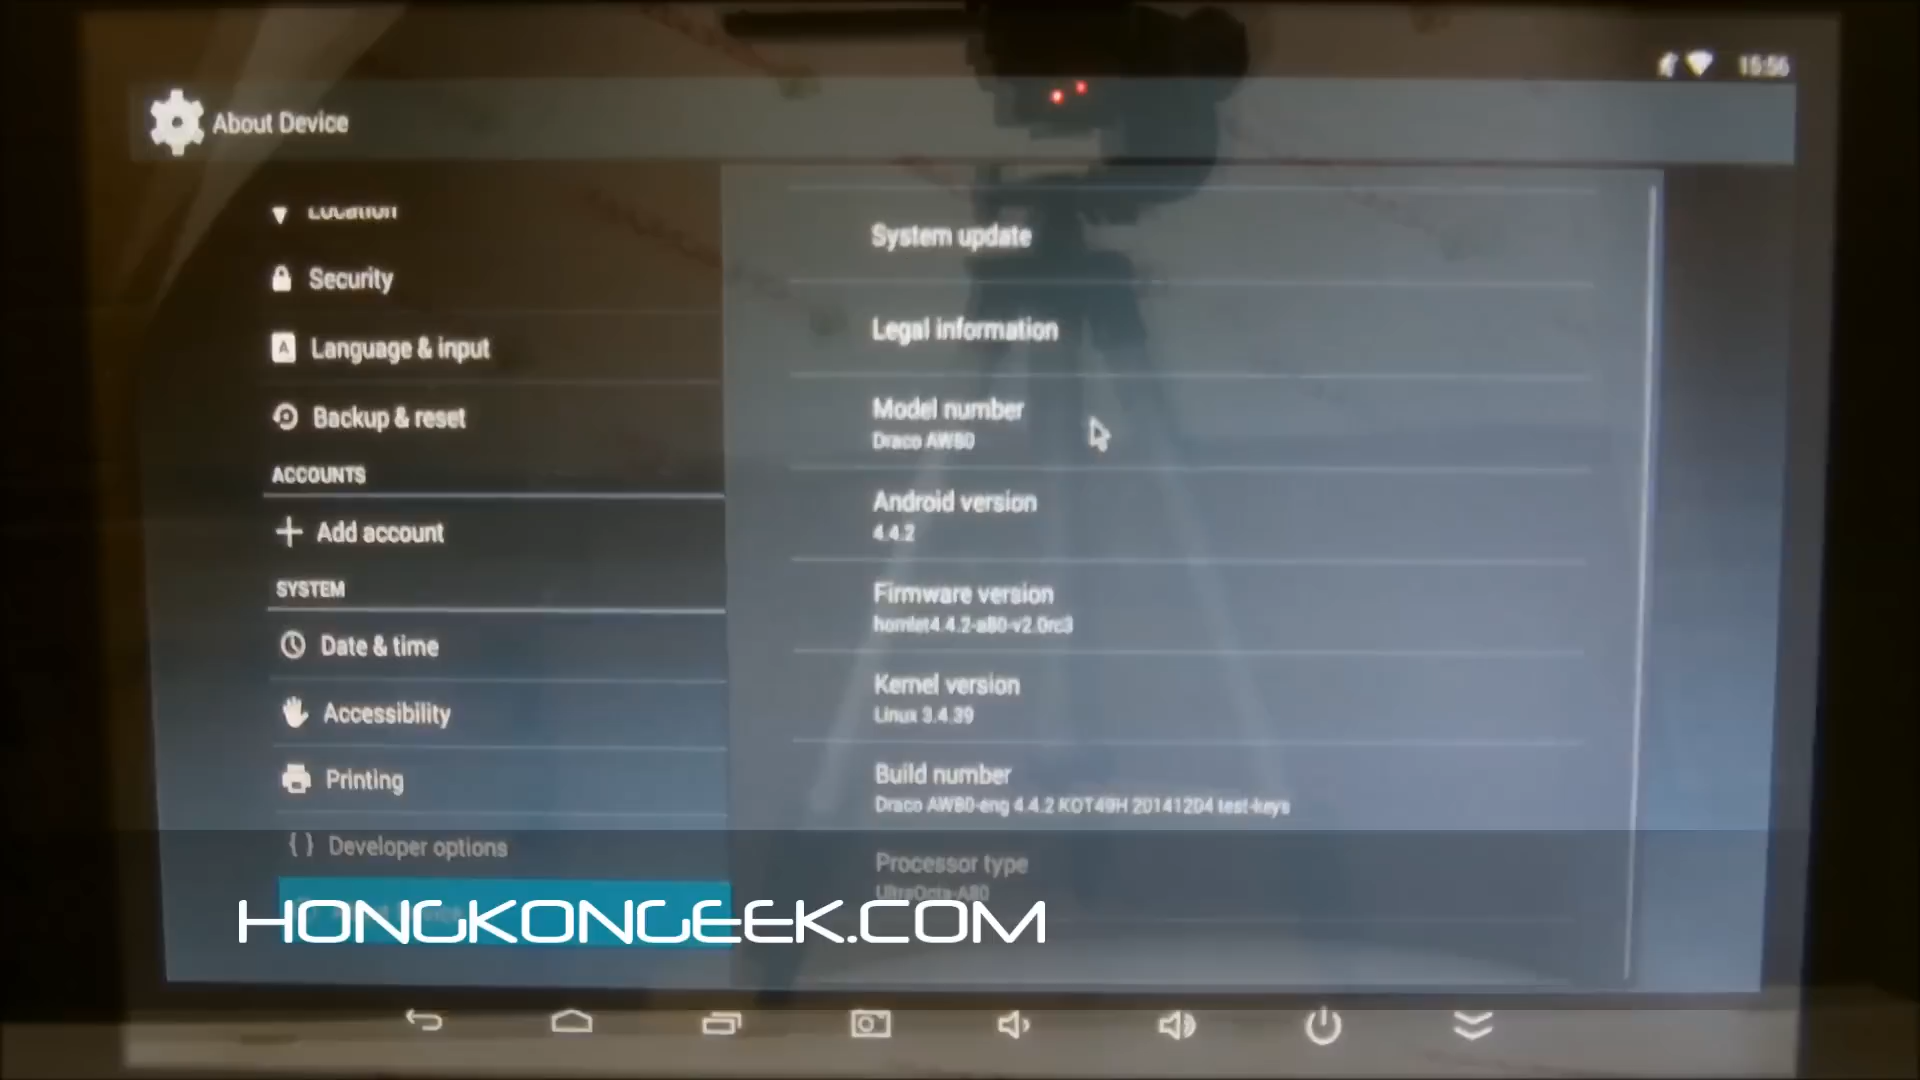 15:56
About Device
Location
Security
Language & input
Backup & reset
ACCOUNTS
Add account
SYSTEM
Date & time
Accessibility
Printing
Developer options
System update
Legal information
Model number
Draco AW80
Android version
4.4.2
Firmware version
homlet4.4.2-a80-v2.0rc3
Kernel version
Linux 3.4.39
Build number
Draco AW80-eng 4.4.2 KOT49H 20141204 test-keys
Processor type
UltraOcta-A80
HONGKONGEEK.COM